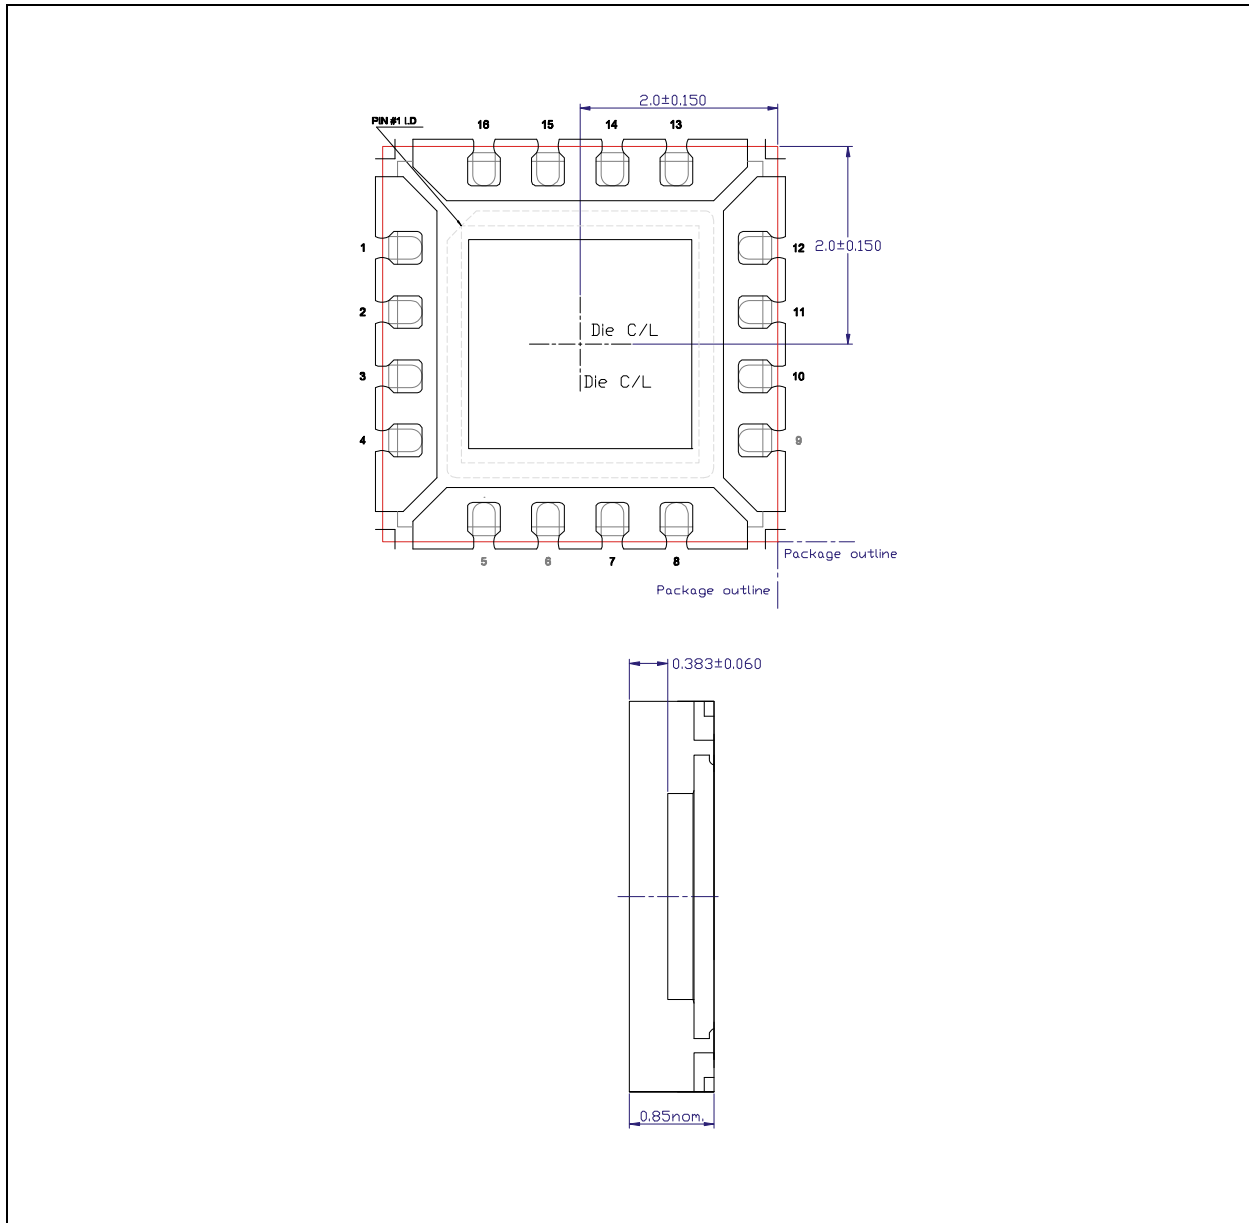 2.0±0.150
PIN #1 I.D
16 15 14 13
1
12
2.0±0.150
2
11
Die C/L
3
10
Die C/L
4
9
5 6 7 8
Package outline
Package outline
0.383±0.060
0.85nom.